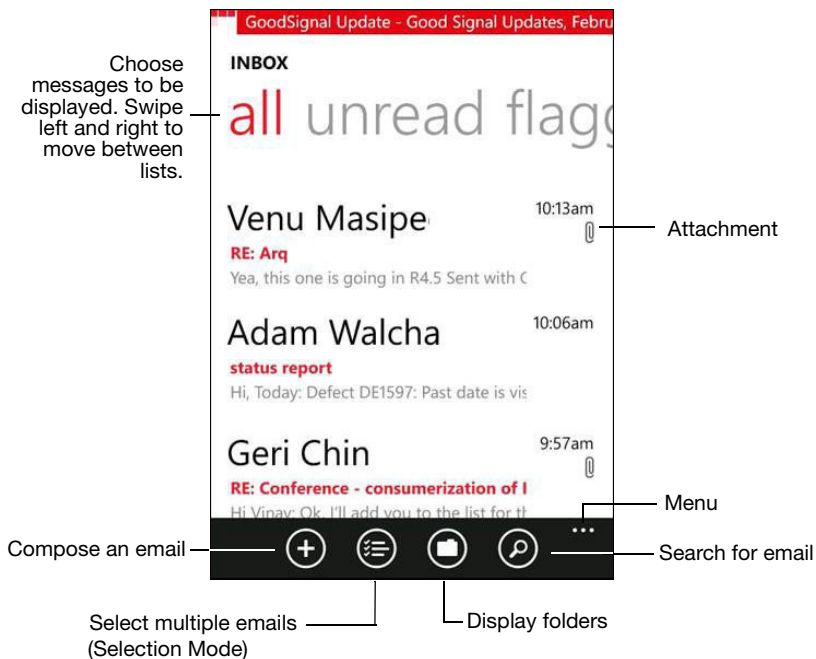 GoodSignal Update - Good Signal Updates, Febru
Choose
messages to be
displayed. Swipe
left and right to
move between
lists.
INBOX
all unread flagg
Venu Masipe
10:13am
Attachment
RE: Arq
Yea, this one is going in R4.5 Sent with
Adam Walcha
10:06am
status report
Hi, Today: Defect DE1597: Past date is vis
Geri Chin
9:57am
RE: Conference - consumerization of
Hi Vinay: Ok, I'll add you to the list for th
Menu
Compose an email
Search for email
Select multiple emails
(Selection Mode)
Display folders